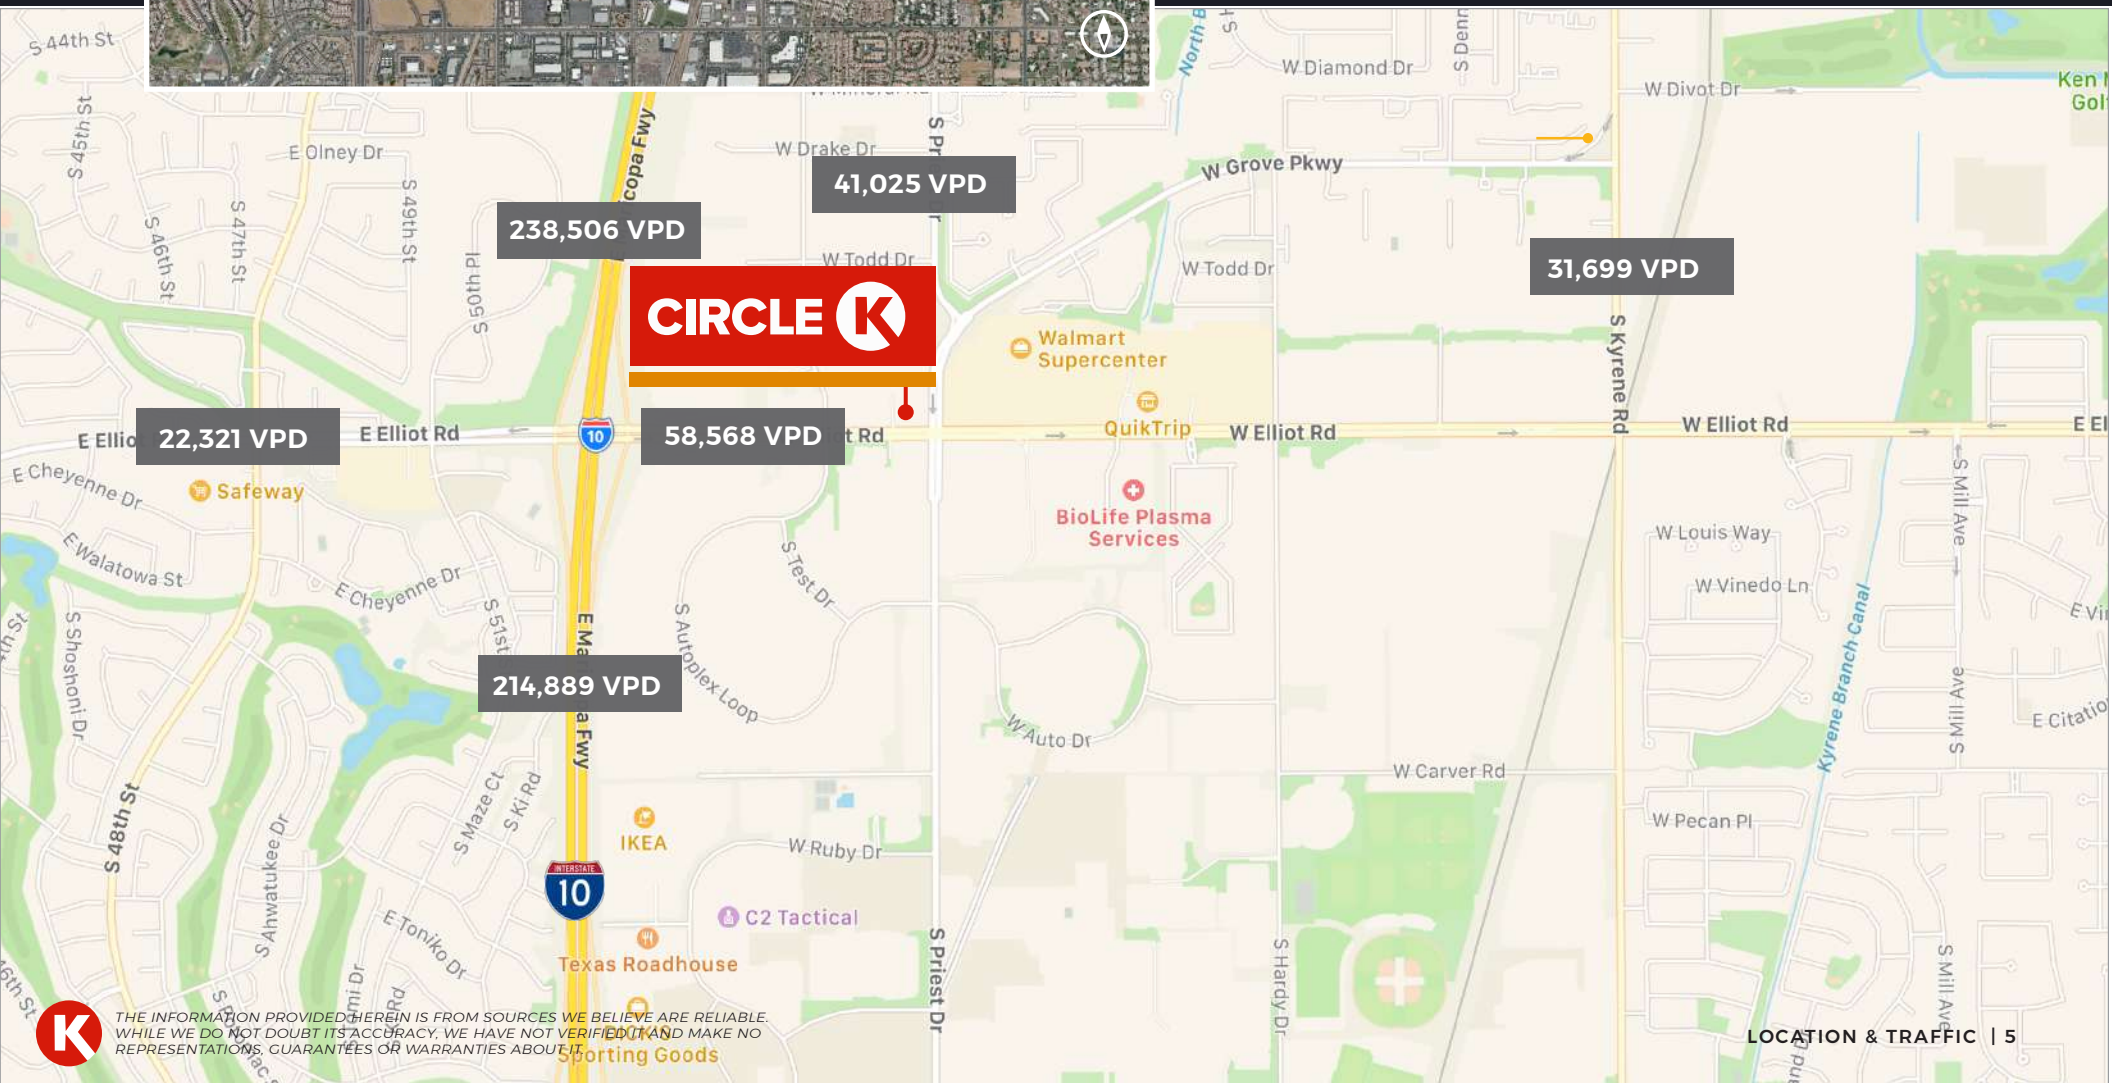 S 44th St
W Diamond Dr
W Divot Dr
S 45th St
E Olney Dr
W Drake Dr
W Grove Pkwy
41,025 VPD
S 49th St
S 47th St
S 46th St
238,506 VPD
W Todd Dr
W Todd Dr
31,699 VPD
S 50th Pl
CIRCLE K
Walmart
Supercenter
S Kyrene Rd
QuikTrip
22,321 VPD
E Elliot Rd
10
58,568 VPD
W Elliot Rd
W Elliot Rd
E Cheyenne Dr
Safeway
BioLife Plasma
Services
S Mill Ave
E Walatowa St
E Cheyenne Dr
S Test Dr
W Louis Way
W Vinedo Ln
S Shoshoni Dr
S 51st
S Autoplex Loop
Kyrene Branch Canal
214,889 VPD
W Auto Dr
S Mill Ave
W Carver Rd
S Maze Ct
S Ki Rd
S 48th St
IKEA
W Ruby Dr
W Pecan Pl
S Ahwatukee Dr
INTERSTATE
10
C2 Tactical
E Toniko Dr
Texas Roadhouse
S Priest Dr
S Hardy Dr
S Mill Ave
K
THE INFORMATION PROVIDED HEREIN IS FROM SOURCES WE BELIEVE ARE RELIABLE.
WHILE WE DO NOT DOUBT ITS ACCURACY, WE HAVE NOT VERIFIED IT AND MAKE NO
REPRESENTATIONS, GUARANTEES OR WARRANTIES ABOUT IT.
DICK'S
Sporting Goods
LOCATION & TRAFFIC | 5